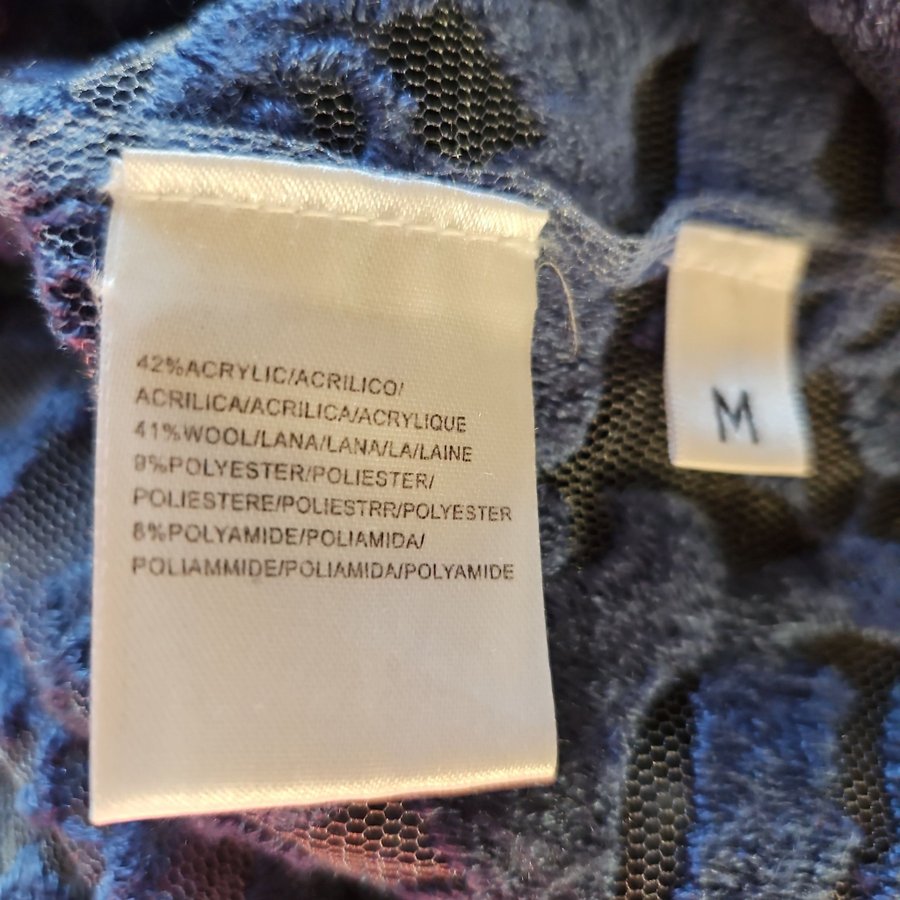 42%ACRYLIC/ACRILICO/
ACRILICA/ACRILICA/ACRYLIQUE
41%WOOL/LANA/LANA/LA/LAINE
9%POLYESTER/POLIESTER/
POLIESTERE/POLIESTRR/POLYESTER
8%POLYAMIDE/POLIAMIDA/
POLIAMMIDE/POLIAMIDA/POLYAMIDE
M